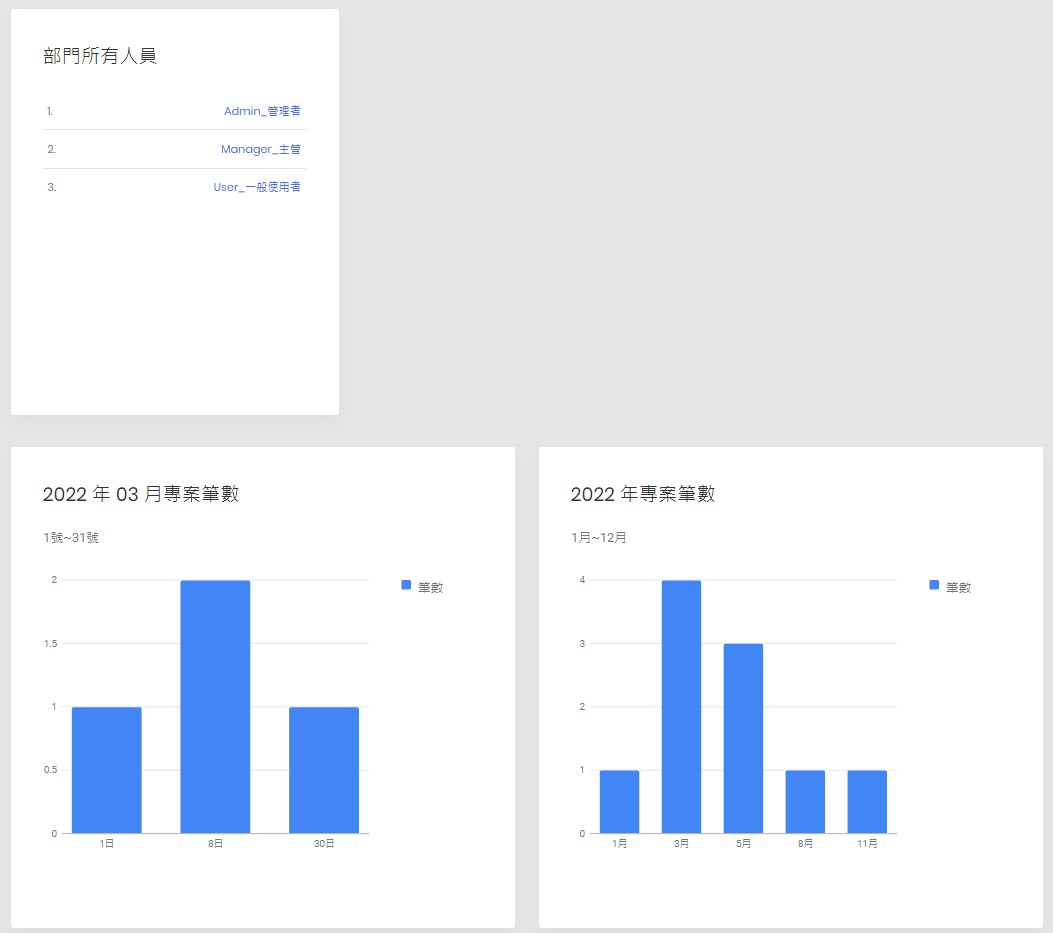 部門所有人員
1. Admin_管理者
2. Manager_主管
3. User_一般使用者
2022 年 03 月專案筆數
1號~31號
2
1.5
1
0.5
0
1日 8日 30日
筆數
2022 年專案筆數
1月~12月
4
3
2
1
0
1月 3月 5月 8月 11月
筆數